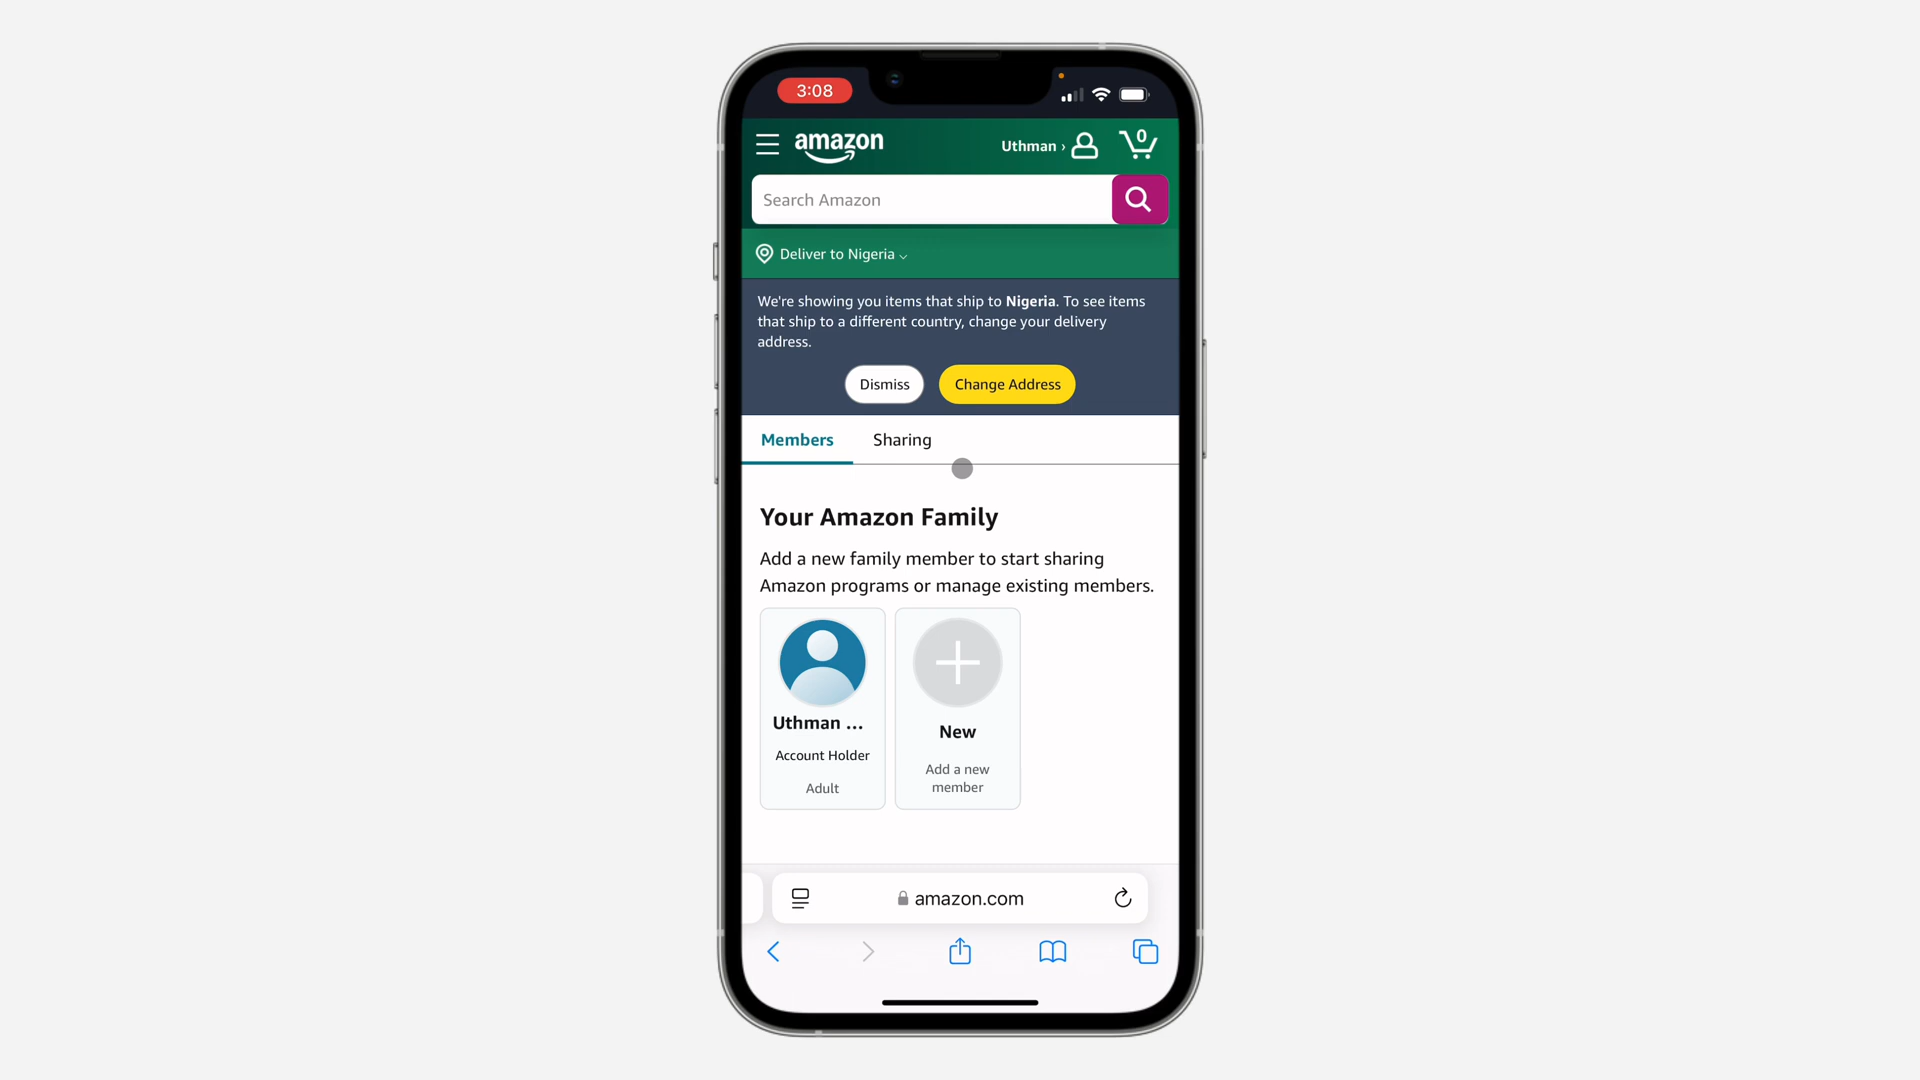 3:08
amazon
Uthman ›
0
Search Amazon
Deliver to Nigeria
We're showing you items that ship to Nigeria. To see items
that ship to a different country, change your delivery
address.
Dismiss
Change Address
Members
Sharing
Your Amazon Family
Add a new family member to start sharing
Amazon programs or manage existing members.
Uthman ...
Account Holder
Adult
New
Add a new
member
amazon.com